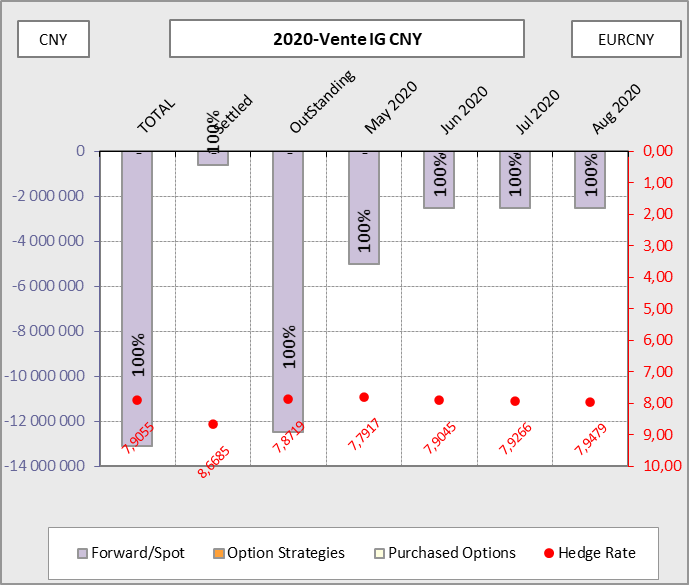 CNY
2020-Vente IG CNY
EURCNY
TOTAL
Settled
OutStanding
May 2020
Jun 2020
Jul 2020
Aug 2020
0
-2 000 000
-4 000 000
-6 000 000
-8 000 000
-10 000 000
-12 000 000
-14 000 000
100%
100%
100%
100%
100%
100%
100%
7,9055
8,6685
7,8719
7,7917
7,9045
7,9266
7,9479
0,00
1,00
2,00
3,00
4,00
5,00
6,00
7,00
8,00
9,00
10,00
Forward/Spot Option Strategies Purchased Options Hedge Rate